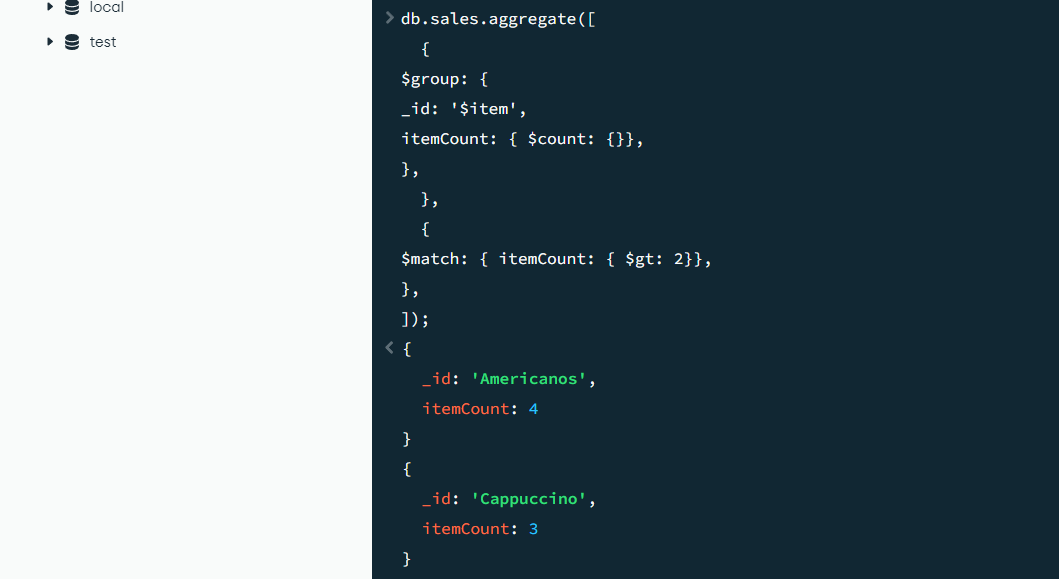 local
test
db.sales.aggregate([
{
$group: {
_id: '$item',
itemCount: { $count: {}},
},
},
{
$match: { itemCount: { $gt: 2}},
},
]);
{
_id: 'Americanos',
itemCount: 4
}
{
_id: 'Cappuccino',
itemCount: 3
}